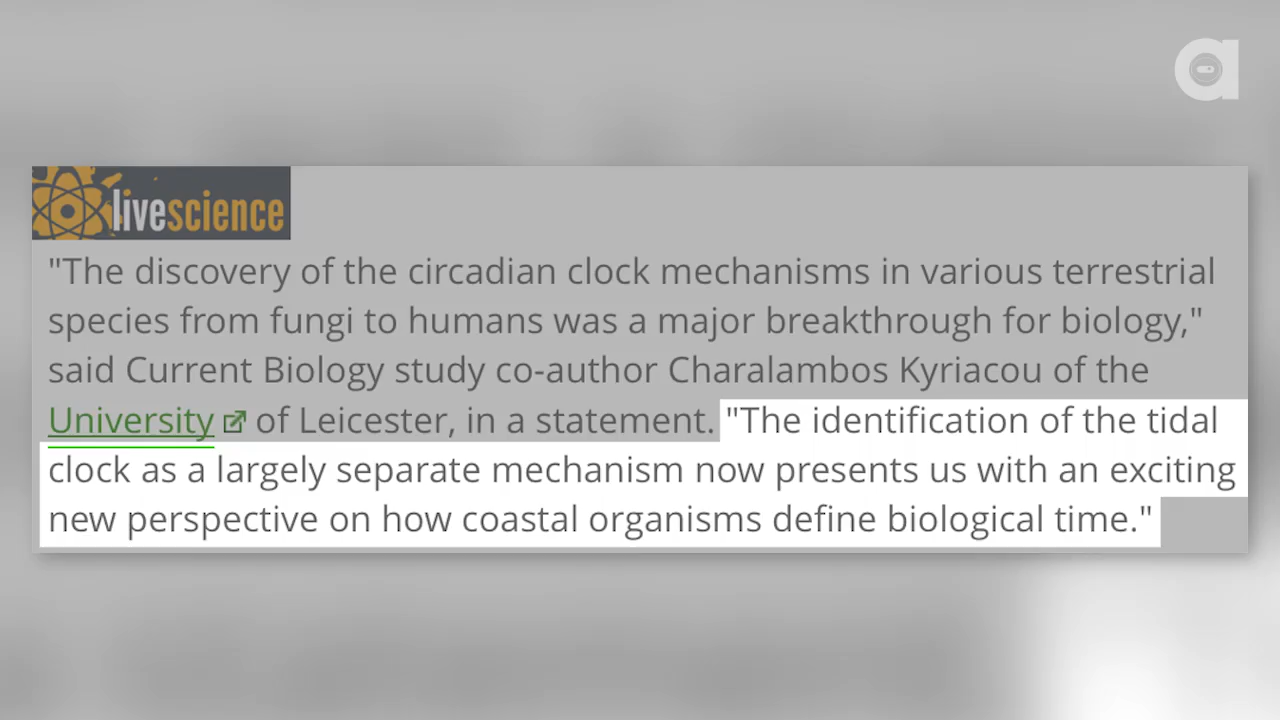 livescience
"The discovery of the circadian clock mechanisms in various terrestrial
species from fungi to humans was a major breakthrough for biology,"
said Current Biology study co-author Charalambos Kyriacou of the
University of Leicester, in a statement. "The identification of the tidal
clock as a largely separate mechanism now presents us with an exciting
new perspective on how coastal organisms define biological time."